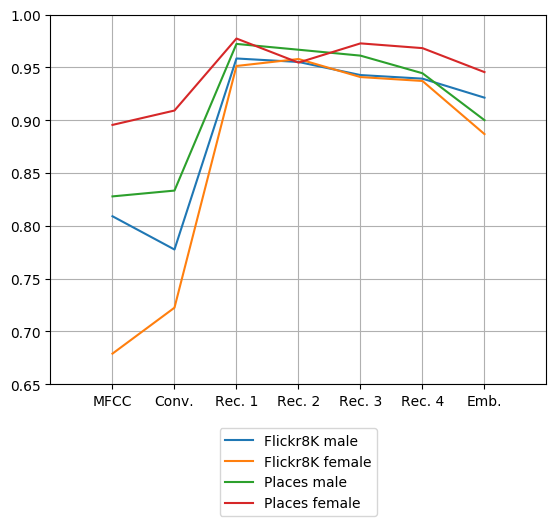 1.00
0.95
0.90
0.85
0.80
0.75
0.70
0.65
MFCC Conv. Rec. 1 Rec. 2 Rec. 3 Rec. 4 Emb.
Flickr8K male
Flickr8K female
Places male
Places female